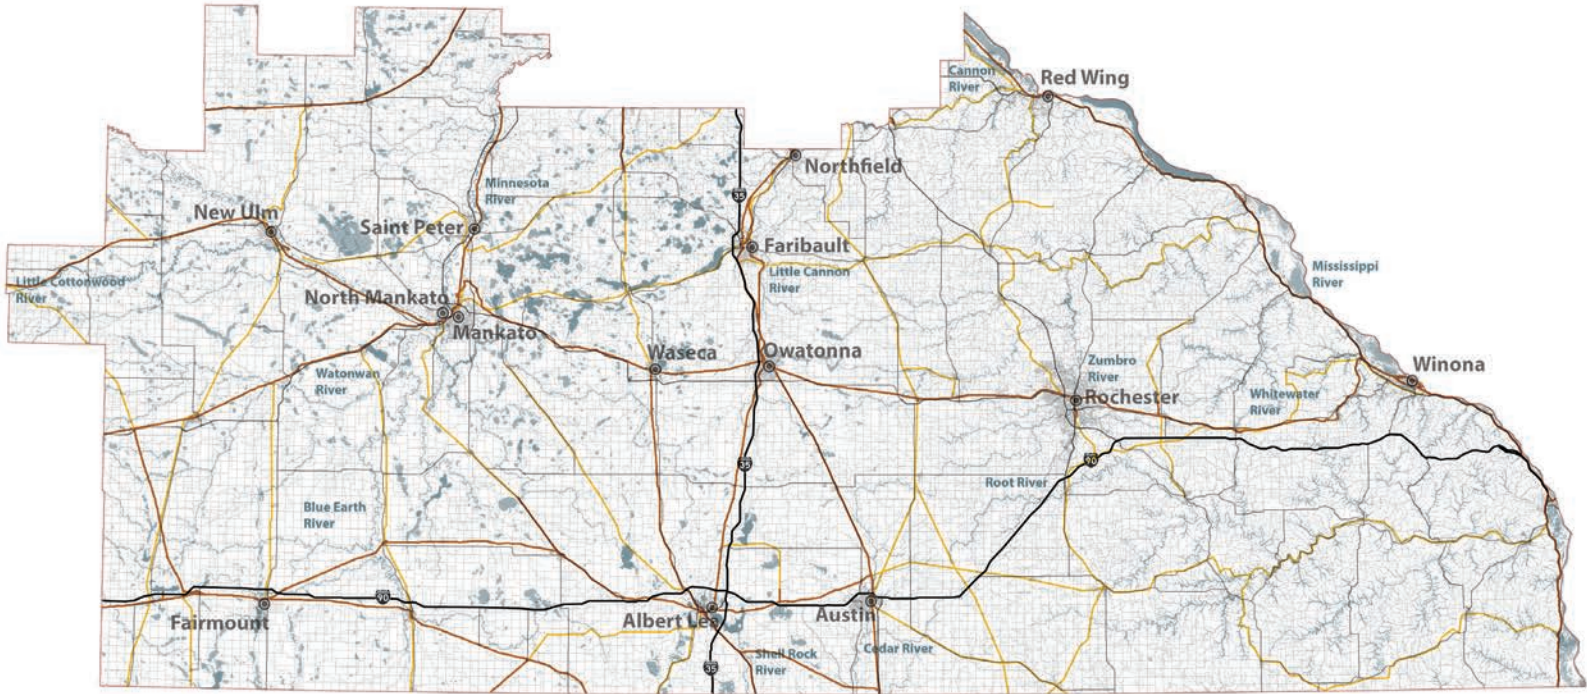 Cannon
River
Red Wing
Northfield
Minnesota
River
35
New Ulm
Saint Peter
Faribault
Little Cannon
River
Mississippi
River
Little Cottonwood
River
North Mankato
Mankato
Waseca
Owatonna
Zumbro
River
Winona
Watonwan
River
Rochester
Whitewater
River
35
90
Root River
Blue Earth
River
90
Fairmount
Albert Lea
Austin
Shell Rock
River
Cedar River
35